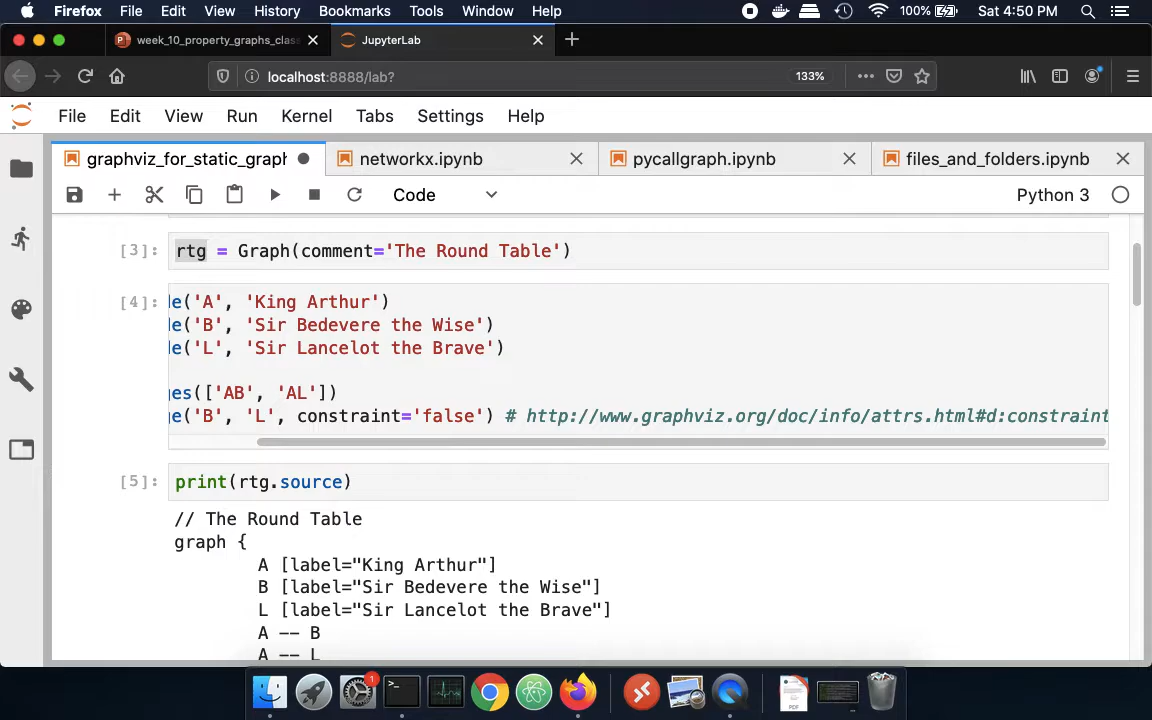 Firefox File Edit View History Bookmarks Tools Window Help 100% Sat 4:50 PM
week_10_property_graphs_class JupyterLab
localhost:8888/lab? 133%
File Edit View Run Kernel Tabs Settings Help
graphviz_for_static_graph networkx.ipynb pycallgraph.ipynb files_and_folders.ipynb
Code Python 3
[3]: rtg = Graph(comment='The Round Table')
[4]: le('A', 'King Arthur')
le('B', 'Sir Bedevere the Wise')
le('L', 'Sir Lancelot the Brave')
ges(['AB', 'AL'])
ge('B', 'L', constraint='false') # http://www.graphviz.org/doc/info/attrs.html#d:constraint
[5]: print(rtg.source)
// The Round Table
graph {
A [label="King Arthur"]
B [label="Sir Bedevere the Wise"]
L [label="Sir Lancelot the Brave"]
A -- B
A -- L
1
PDF